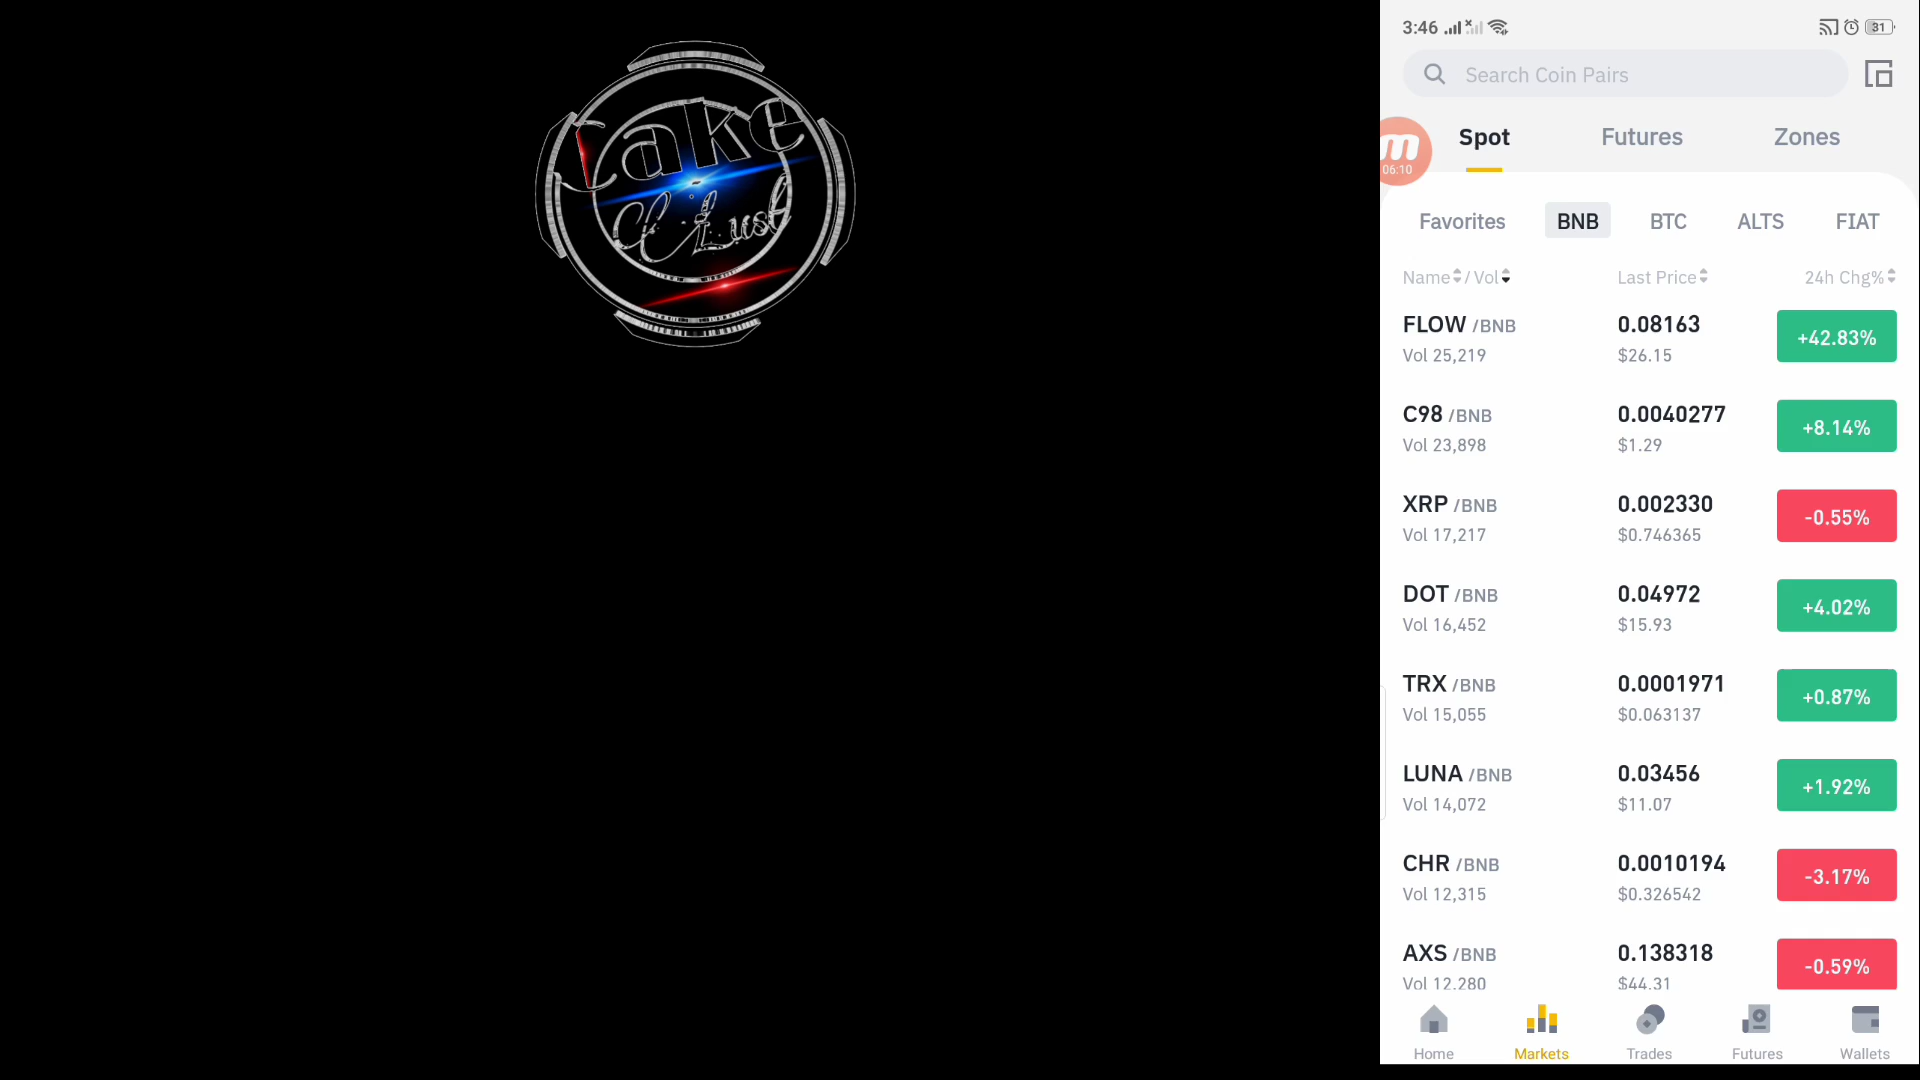 Cake
Lush
3:46
31
Search Coin Pairs
m
06:10
Spot Futures Zones
Favorites BNB BTC ALTS FIAT
Name / Vol Last Price 24h Chg%
FLOW /BNB 0.08163 +42.83%
Vol 25,219 $26.15
C98 /BNB 0.0040277 +8.14%
Vol 23,898 $1.29
XRP /BNB 0.002330 -0.55%
Vol 17,217 $0.746365
DOT /BNB 0.04972 +4.02%
Vol 16,452 $15.93
TRX /BNB 0.0001971 +0.87%
Vol 15,055 $0.063137
LUNA /BNB 0.03456 +1.92%
Vol 14,072 $11.07
CHR /BNB 0.0010194 -3.17%
Vol 12,315 $0.326542
AXS /BNB 0.138318 -0.59%
Vol 12,280 $44.31
Home Markets Trades Futures Wallets